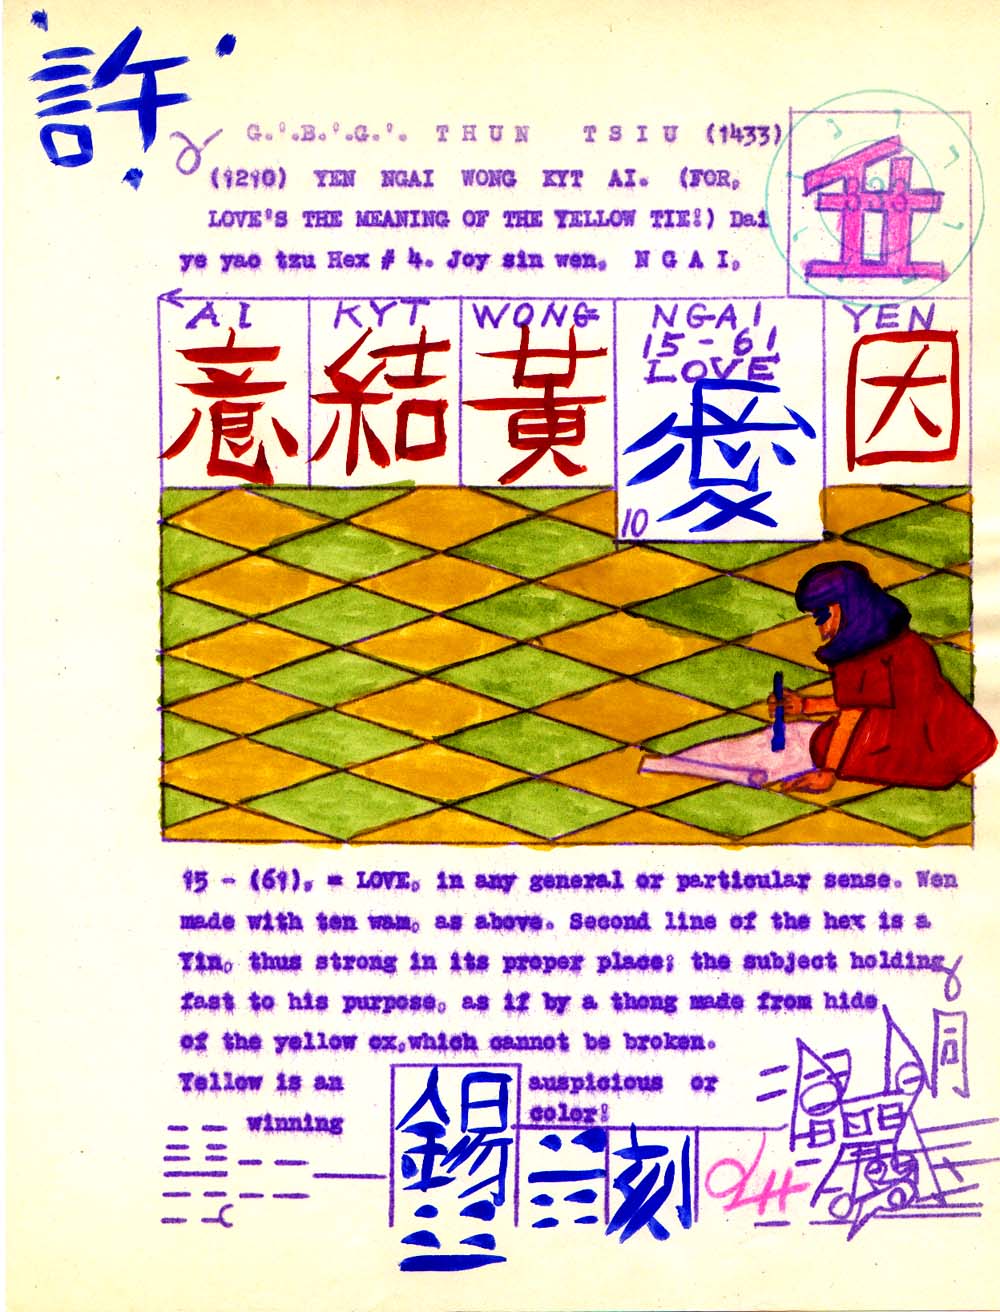 許
G.'.B.'.G.'. THUN TSIU (1433)
(1210) YEN NGAI WONG KYT AI. (FOR,
LOVE'S THE MEANING OF THE YELLOW TIE!) Dai
ye yao tzu Hex # 4. Joy sin wen, N G A I,
AI KYT WONG NGAI YEN
15 - 61
LOVE
意 結 黃 愛 因
10
15 - (61), = LOVE, in any general or particular sense. Wen
made with ten wam, as above. Second line of the hex is a
Yin, thus strong in its proper place; the subject holding
fast to his purpose, as if by a thong made from hide
of the yellow ox,which cannot be broken.
Yellow is an auspicious or
winning color!
錫 刻
同